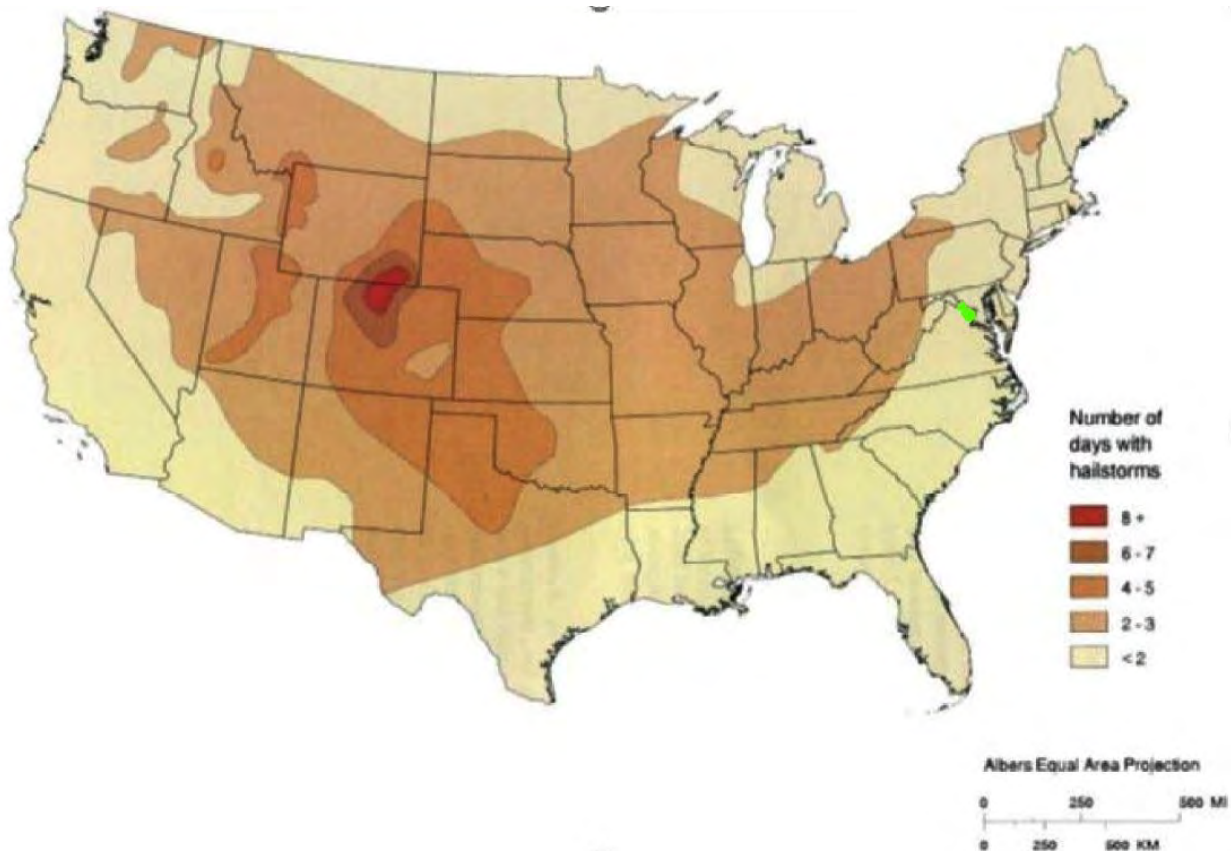 Number of
days with
hailstorms
8 +
6 - 7
4 - 5
2 - 3
< 2
Albers Equal Area Projection
0 250 500 MI
0 250 500 KM